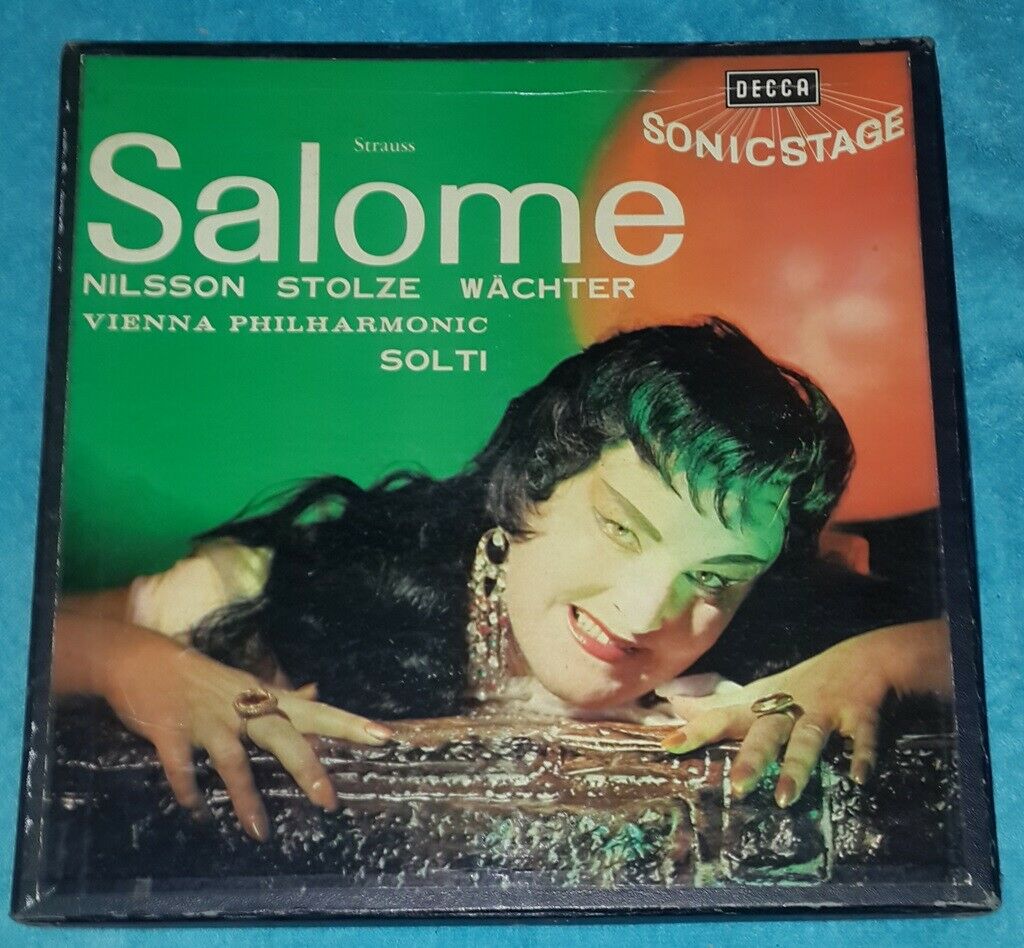 DECCA
SONICSTAGE
Strauss
Salome
NILSSON STOLZE WÄCHTER
VIENNA PHILHARMONIC
SOLTI